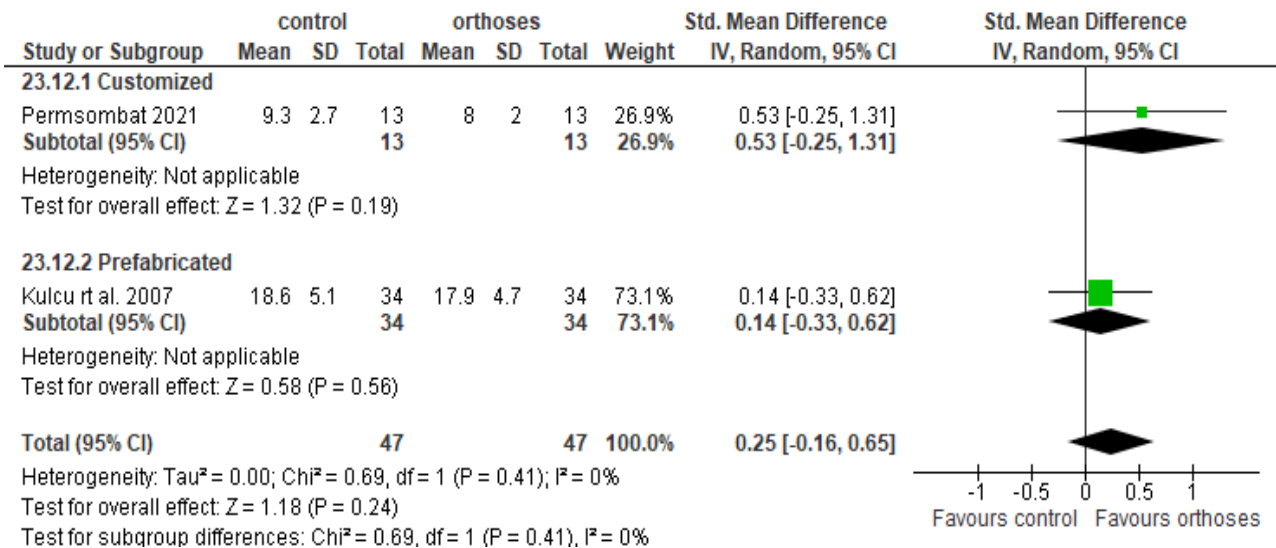 control orthoses Std. Mean Difference Std. Mean Difference
Study or Subgroup Mean SD Total Mean SD Total Weight IV, Random, 95% CI IV, Random, 95% CI
23.12.1 Customized
Permsombat 2021 9.3 2.7 13 8 2 13 26.9% 0.53 [-0.25, 1.31]
Subtotal (95% CI) 13 13 26.9% 0.53 [-0.25, 1.31]
Heterogeneity: Not applicable
Test for overall effect: Z = 1.32 (P = 0.19)
23.12.2 Prefabricated
Kulcu rt al. 2007 18.6 5.1 34 17.9 4.7 34 73.1% 0.14 [-0.33, 0.62]
Subtotal (95% CI) 34 34 73.1% 0.14 [-0.33, 0.62]
Heterogeneity: Not applicable
Test for overall effect: Z = 0.58 (P = 0.56)
Total (95% CI) 47 47 100.0% 0.25 [-0.16, 0.65]
Heterogeneity: Tau² = 0.00; Chi² = 0.69, df = 1 (P = 0.41); I² = 0%
Test for overall effect: Z = 1.18 (P = 0.24)
Test for subgroup differences: Chi² = 0.69, df = 1 (P = 0.41), I² = 0%
-1 -0.5 0 0.5 1
Favours control Favours orthoses